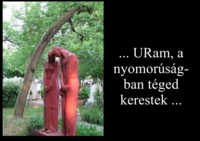 ... URam, a
nyomorúság-
ban téged
kerestek ...